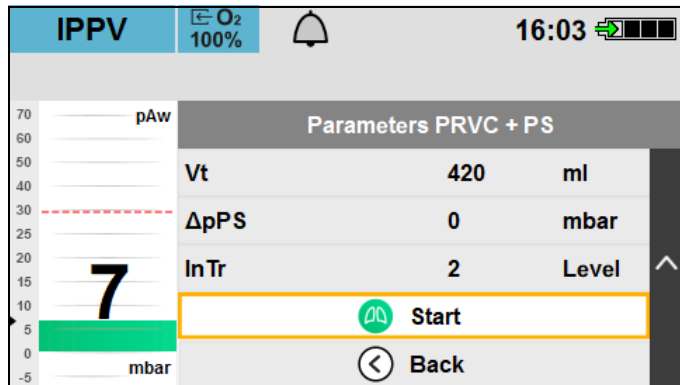 IPPV
O₂
100%
16:03
pAw
70
60
50
40
30
25
20
15
10
5
0
-5
7
mbar
Parameters PRVC + PS
Vt 420 ml
ΔpPS 0 mbar
InTr 2 Level
Start
Back